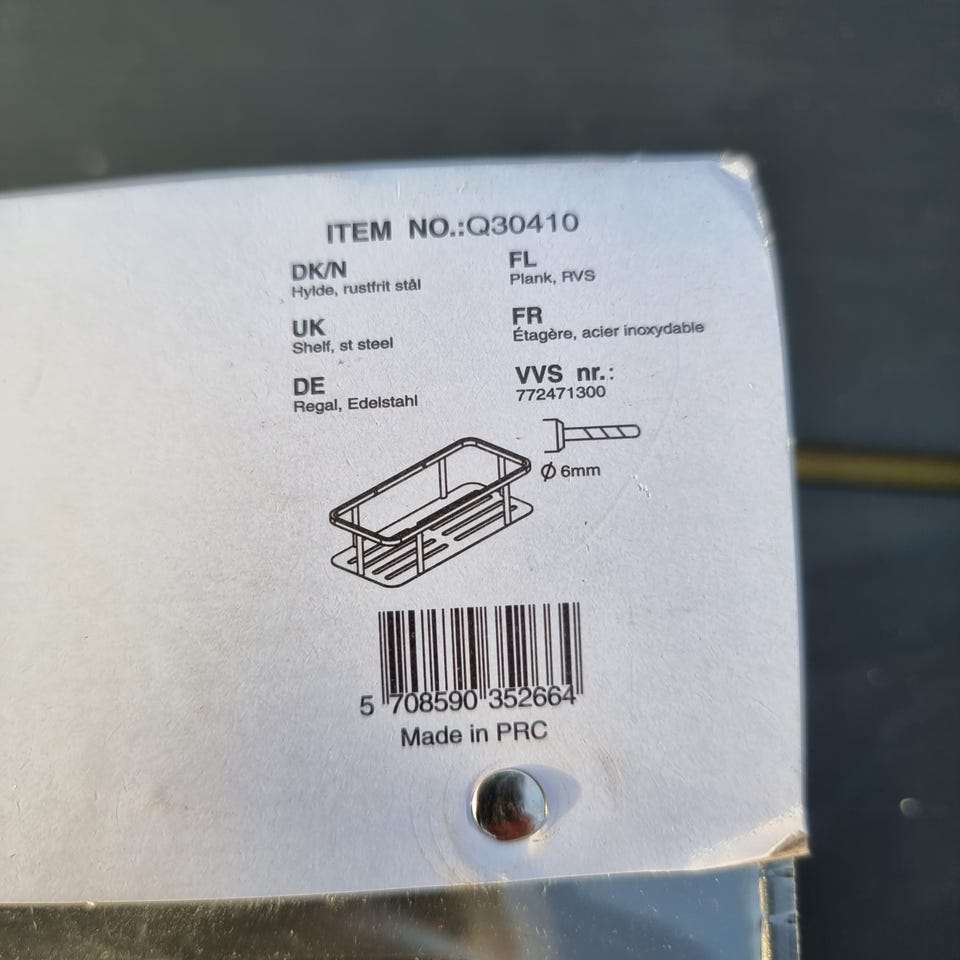 ITEM NO.:Q30410
DK/N
Hylde, rustfrit stål
UK
Shelf, st steel
DE
Regal, Edelstahl
FL
Plank, RVS
FR
Étagère, acier inoxydable
VVS nr.:
772471300
Ø 6mm
5 708590 352664
Made in PRC